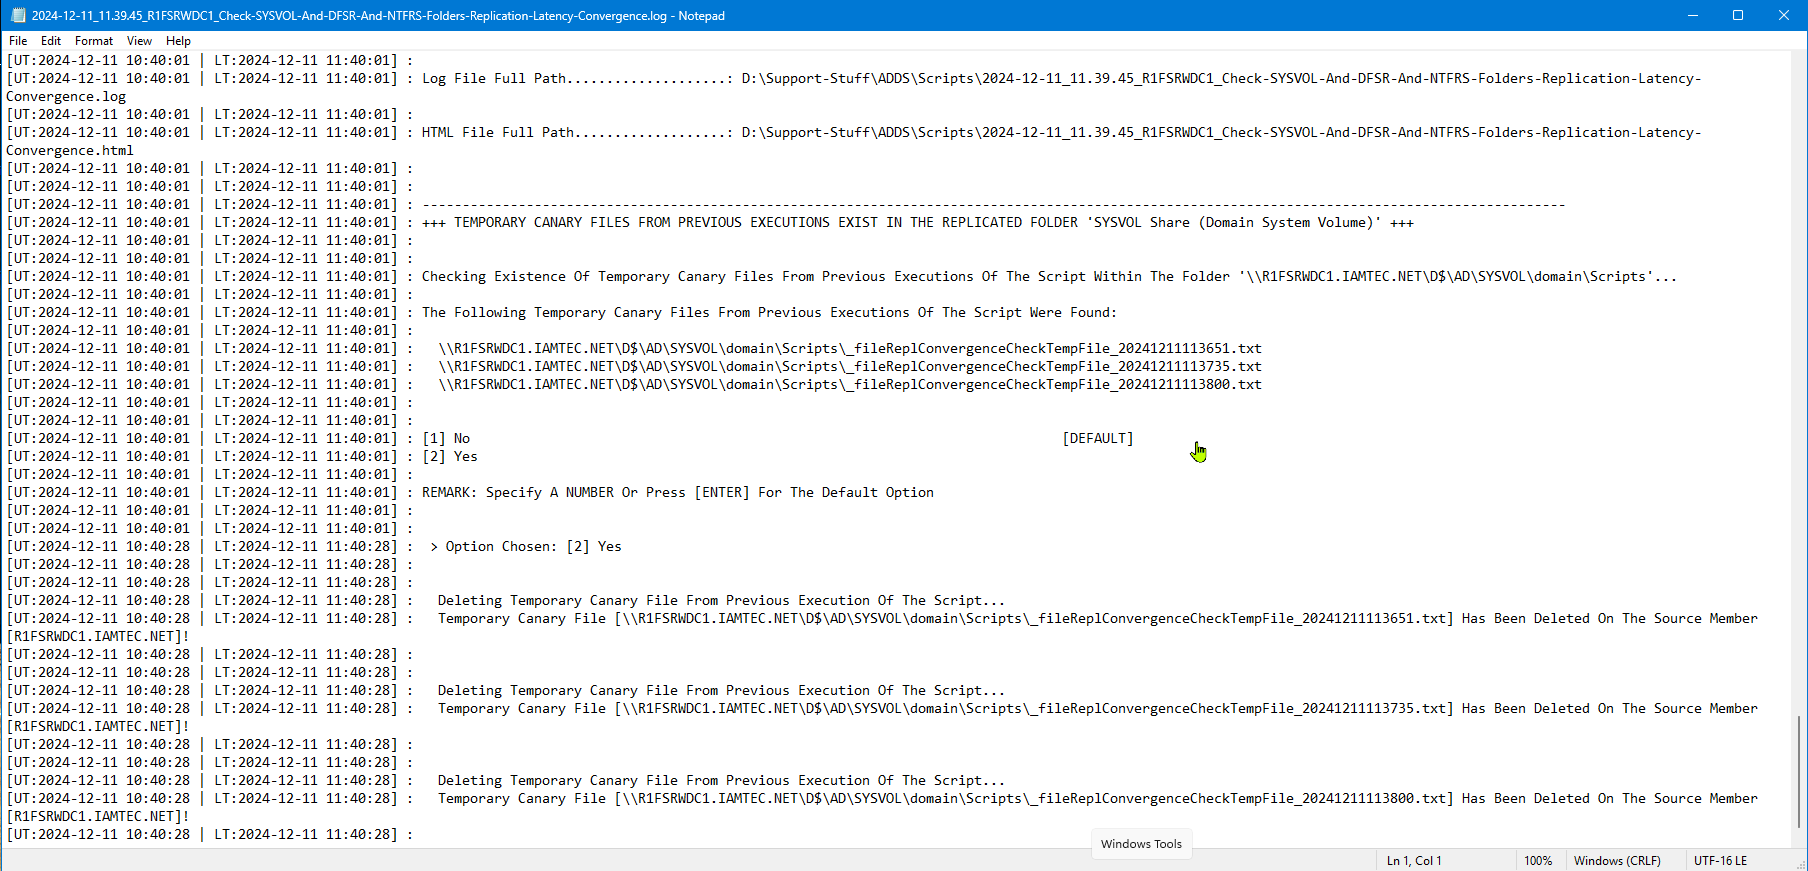 2024-12-11_11.39.45_R1FSRWDC1_Check-SYSVOL-And-DFSR-And-NTFRS-Folders-Replication-Latency-Convergence.log - Notepad
File Edit Format View Help
[UT:2024-12-11 10:40:01 | LT:2024-12-11 11:40:01] :
[UT:2024-12-11 10:40:01 | LT:2024-12-11 11:40:01] : Log File Full Path....................: D:\Support-Stuff\ADDS\Scripts\2024-12-11_11.39.45_R1FSRWDC1_Check-SYSVOL-And-DFSR-And-NTFRS-Folders-Replication-Latency-
Convergence.log
[UT:2024-12-11 10:40:01 | LT:2024-12-11 11:40:01] :
[UT:2024-12-11 10:40:01 | LT:2024-12-11 11:40:01] : HTML File Full Path...................: D:\Support-Stuff\ADDS\Scripts\2024-12-11_11.39.45_R1FSRWDC1_Check-SYSVOL-And-DFSR-And-NTFRS-Folders-Replication-Latency-
Convergence.html
[UT:2024-12-11 10:40:01 | LT:2024-12-11 11:40:01] :
[UT:2024-12-11 10:40:01 | LT:2024-12-11 11:40:01] :
[UT:2024-12-11 10:40:01 | LT:2024-12-11 11:40:01] : -----------------------------------------------------------------------------------------------------------------------------------------------
[UT:2024-12-11 10:40:01 | LT:2024-12-11 11:40:01] : +++ TEMPORARY CANARY FILES FROM PREVIOUS EXECUTIONS EXIST IN THE REPLICATED FOLDER 'SYSVOL Share (Domain System Volume)' +++
[UT:2024-12-11 10:40:01 | LT:2024-12-11 11:40:01] :
[UT:2024-12-11 10:40:01 | LT:2024-12-11 11:40:01] :
[UT:2024-12-11 10:40:01 | LT:2024-12-11 11:40:01] : Checking Existence Of Temporary Canary Files From Previous Executions Of The Script Within The Folder '\\R1FSRWDC1.IAMTEC.NET\D$\AD\SYSVOL\domain\Scripts'...
[UT:2024-12-11 10:40:01 | LT:2024-12-11 11:40:01] :
[UT:2024-12-11 10:40:01 | LT:2024-12-11 11:40:01] : The Following Temporary Canary Files From Previous Executions Of The Script Were Found:
[UT:2024-12-11 10:40:01 | LT:2024-12-11 11:40:01] :
[UT:2024-12-11 10:40:01 | LT:2024-12-11 11:40:01] :   \\R1FSRWDC1.IAMTEC.NET\D$\AD\SYSVOL\domain\Scripts\_fileReplConvergenceCheckTempFile_20241211113651.txt
[UT:2024-12-11 10:40:01 | LT:2024-12-11 11:40:01] :   \\R1FSRWDC1.IAMTEC.NET\D$\AD\SYSVOL\domain\Scripts\_fileReplConvergenceCheckTempFile_20241211113735.txt
[UT:2024-12-11 10:40:01 | LT:2024-12-11 11:40:01] :   \\R1FSRWDC1.IAMTEC.NET\D$\AD\SYSVOL\domain\Scripts\_fileReplConvergenceCheckTempFile_20241211113800.txt
[UT:2024-12-11 10:40:01 | LT:2024-12-11 11:40:01] :
[UT:2024-12-11 10:40:01 | LT:2024-12-11 11:40:01] :
[UT:2024-12-11 10:40:01 | LT:2024-12-11 11:40:01] : [1] No [DEFAULT]
[UT:2024-12-11 10:40:01 | LT:2024-12-11 11:40:01] : [2] Yes
[UT:2024-12-11 10:40:01 | LT:2024-12-11 11:40:01] :
[UT:2024-12-11 10:40:01 | LT:2024-12-11 11:40:01] : REMARK: Specify A NUMBER Or Press [ENTER] For The Default Option
[UT:2024-12-11 10:40:01 | LT:2024-12-11 11:40:01] :
[UT:2024-12-11 10:40:01 | LT:2024-12-11 11:40:01] :
[UT:2024-12-11 10:40:28 | LT:2024-12-11 11:40:28] :  > Option Chosen: [2] Yes
[UT:2024-12-11 10:40:28 | LT:2024-12-11 11:40:28] :
[UT:2024-12-11 10:40:28 | LT:2024-12-11 11:40:28] :
[UT:2024-12-11 10:40:28 | LT:2024-12-11 11:40:28] :   Deleting Temporary Canary File From Previous Execution Of The Script...
[UT:2024-12-11 10:40:28 | LT:2024-12-11 11:40:28] :   Temporary Canary File [\\R1FSRWDC1.IAMTEC.NET\D$\AD\SYSVOL\domain\Scripts\_fileReplConvergenceCheckTempFile_20241211113651.txt] Has Been Deleted On The Source Member
[R1FSRWDC1.IAMTEC.NET]!
[UT:2024-12-11 10:40:28 | LT:2024-12-11 11:40:28] :
[UT:2024-12-11 10:40:28 | LT:2024-12-11 11:40:28] :
[UT:2024-12-11 10:40:28 | LT:2024-12-11 11:40:28] :   Deleting Temporary Canary File From Previous Execution Of The Script...
[UT:2024-12-11 10:40:28 | LT:2024-12-11 11:40:28] :   Temporary Canary File [\\R1FSRWDC1.IAMTEC.NET\D$\AD\SYSVOL\domain\Scripts\_fileReplConvergenceCheckTempFile_20241211113735.txt] Has Been Deleted On The Source Member
[R1FSRWDC1.IAMTEC.NET]!
[UT:2024-12-11 10:40:28 | LT:2024-12-11 11:40:28] :
[UT:2024-12-11 10:40:28 | LT:2024-12-11 11:40:28] :
[UT:2024-12-11 10:40:28 | LT:2024-12-11 11:40:28] :   Deleting Temporary Canary File From Previous Execution Of The Script...
[UT:2024-12-11 10:40:28 | LT:2024-12-11 11:40:28] :   Temporary Canary File [\\R1FSRWDC1.IAMTEC.NET\D$\AD\SYSVOL\domain\Scripts\_fileReplConvergenceCheckTempFile_20241211113800.txt] Has Been Deleted On The Source Member
[R1FSRWDC1.IAMTEC.NET]!
[UT:2024-12-11 10:40:28 | LT:2024-12-11 11:40:28] :
Windows Tools
Ln 1, Col 1 100% Windows (CRLF) UTF-16 LE